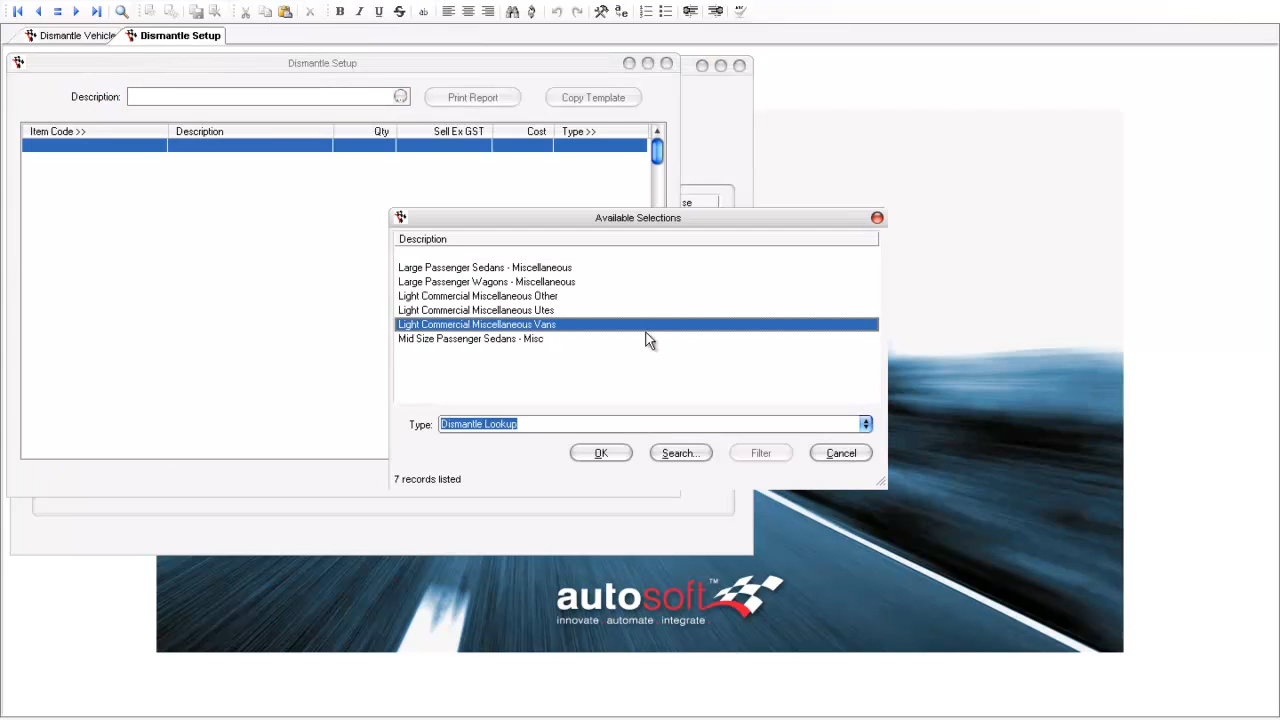 B I U S ab
Dismantle Vehicle
Dismantle Setup
Dismantle Setup
Description:
Print Report
Copy Template
Item Code >> Description Qty Sell Ex GST Cost Type >>
se
Available Selections
Description
Large Passenger Sedans - Miscellaneous
Large Passenger Wagons - Miscellaneous
Light Commercial Miscellaneous Other
Light Commercial Miscellaneous Utes
Light Commercial Miscellaneous Vans
Mid Size Passenger Sedans - Misc
Type: Dismantle Lookup
OK Search... Filter Cancel
7 records listed
autosoft™
innovate automate integrate